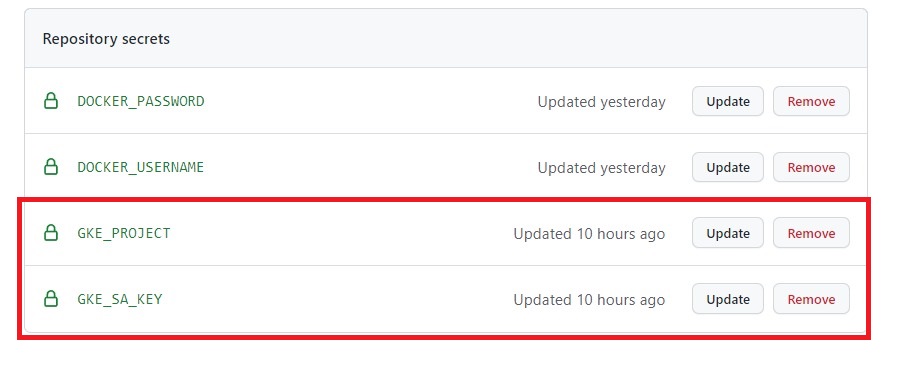 Repository secrets
DOCKER_PASSWORD Updated yesterday Update Remove
DOCKER_USERNAME Updated yesterday Update Remove
GKE_PROJECT Updated 10 hours ago Update Remove
GKE_SA_KEY Updated 10 hours ago Update Remove